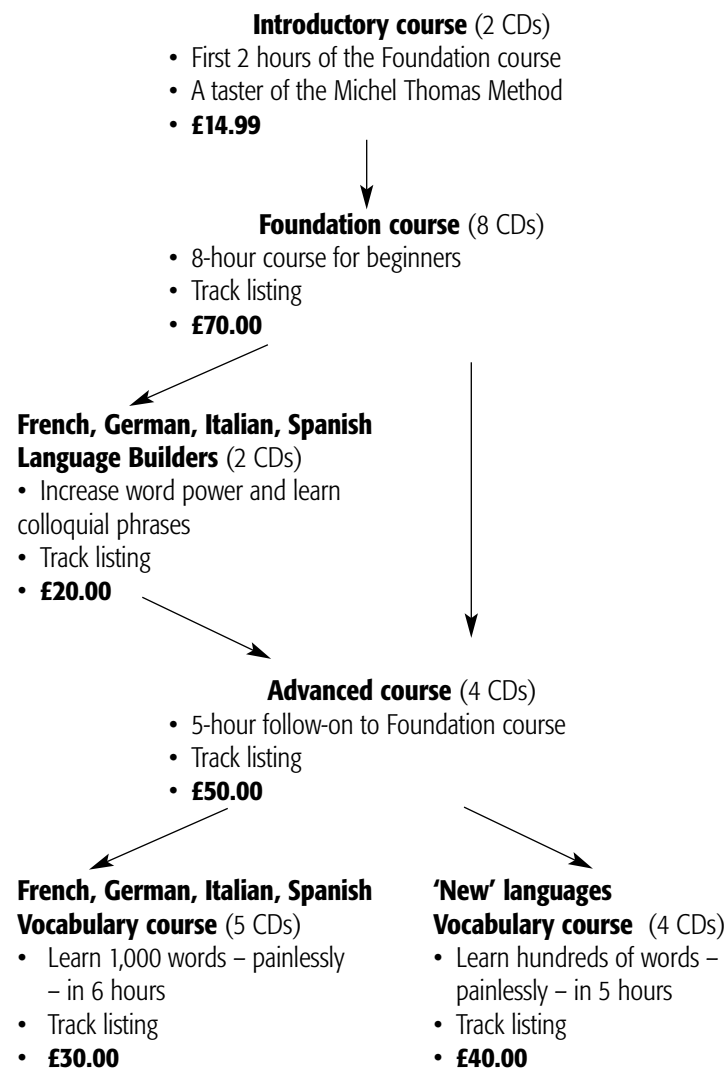 Introductory course (2 CDs)
• First 2 hours of the Foundation course
• A taster of the Michel Thomas Method
• £14.99
Foundation course (8 CDs)
• 8-hour course for beginners
• Track listing
• £70.00
French, German, Italian, Spanish
Language Builders (2 CDs)
• Increase word power and learn
colloquial phrases
• Track listing
• £20.00
Advanced course (4 CDs)
• 5-hour follow-on to Foundation course
• Track listing
• £50.00
French, German, Italian, Spanish
Vocabulary course (5 CDs)
• Learn 1,000 words – painlessly
– in 6 hours
• Track listing
• £30.00
‘New’ languages
Vocabulary course (4 CDs)
• Learn hundreds of words –
painlessly – in 5 hours
• Track listing
• £40.00